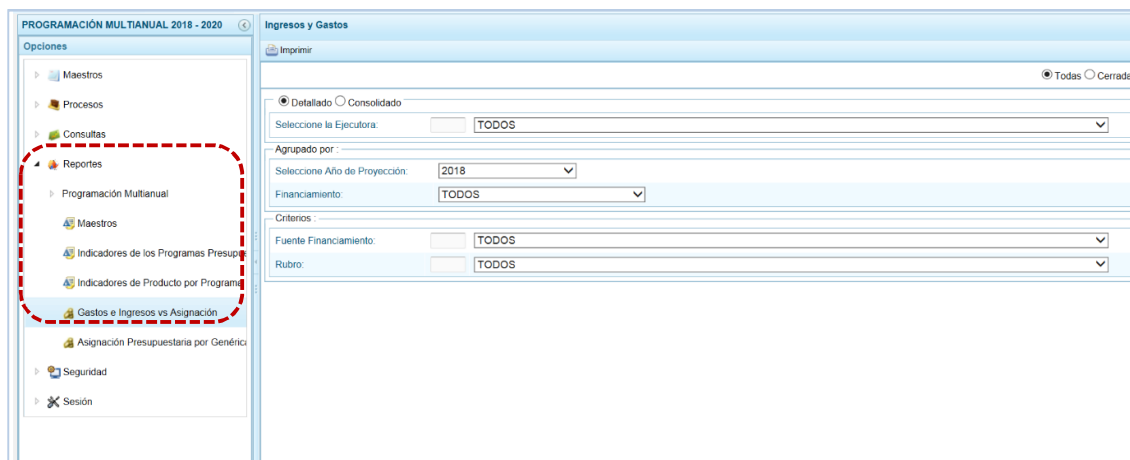 PROGRAMACIÓN MULTIANUAL 2018 - 2020
Opciones
Maestros
Procesos
Consultas
Reportes
Programación Multianual
Maestros
Indicadores de los Programas Presupue
Indicadores de Producto por Programa
Gastos e Ingresos vs Asignación
Asignación Presupuestaria por Genérica
Seguridad
Sesión
Ingresos y Gastos
Imprimir
Todas Cerrada
Detallado Consolidado
Seleccione la Ejecutora: TODOS
Agrupado por :
Seleccione Año de Proyección: 2018
Financiamiento: TODOS
Criterios :
Fuente Financiamiento: TODOS
Rubro: TODOS